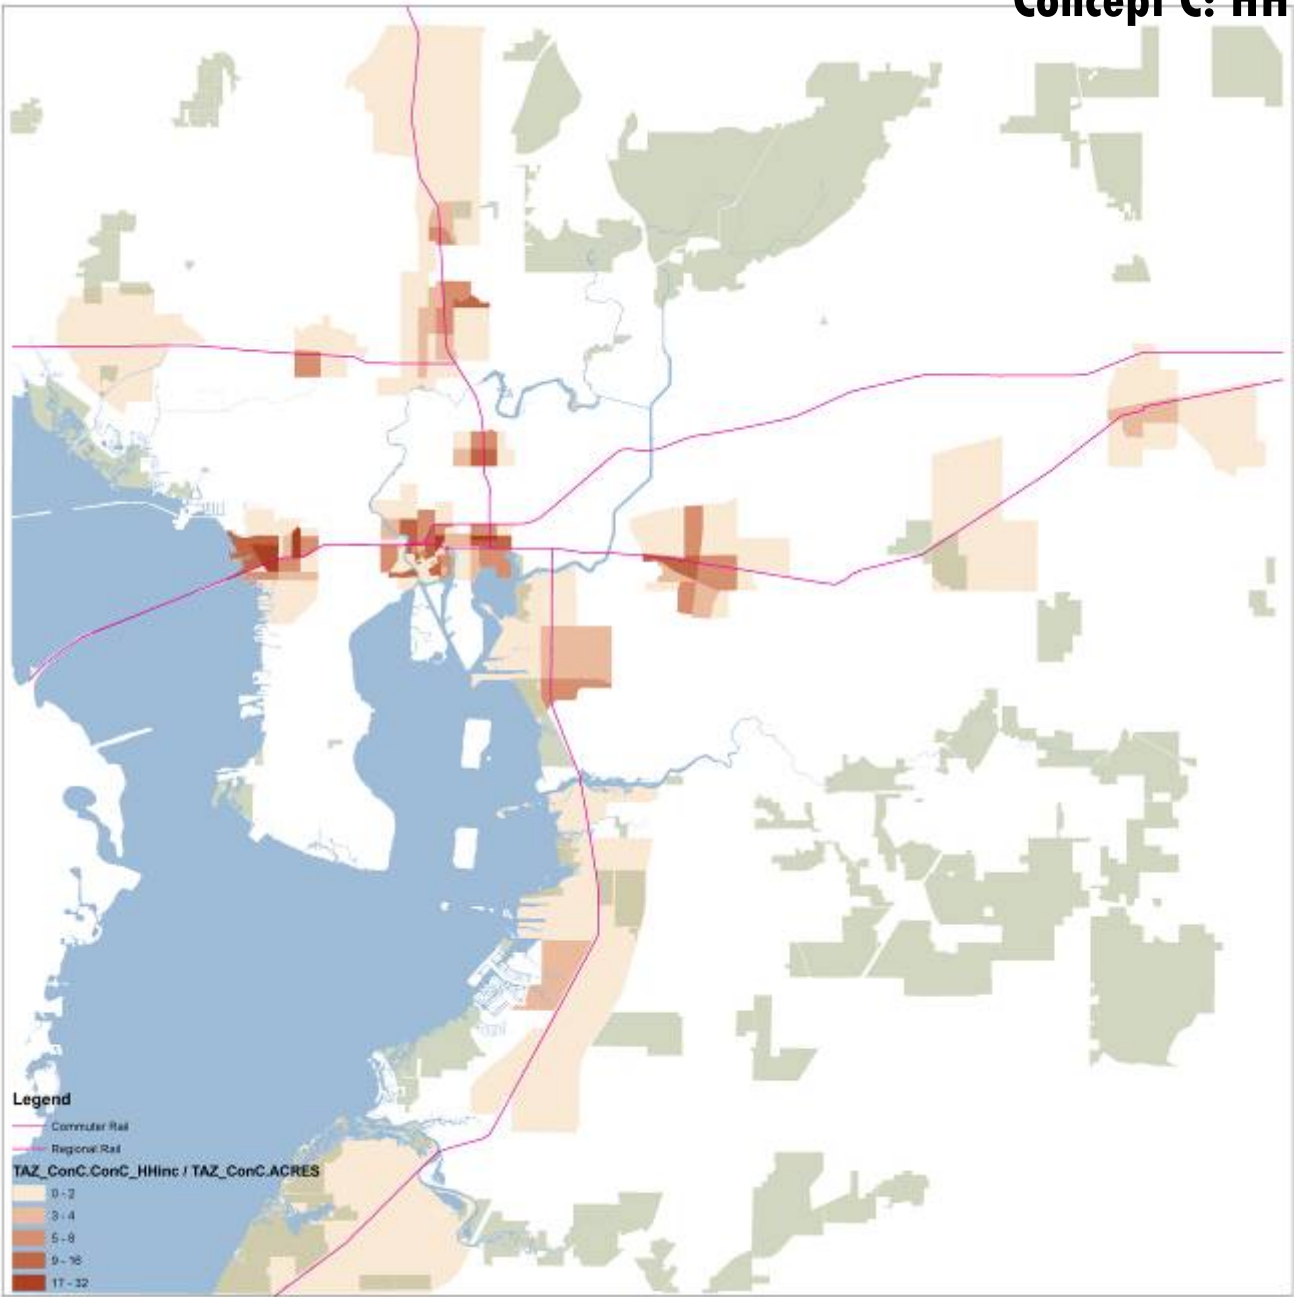 Concept C: HH
Legend
Commuter Rail
Regional Rail
TAZ_ConC.ConC_HHinc / TAZ_ConC.ACRES
0 - 2
3 - 4
5 - 8
9 - 16
17 - 32